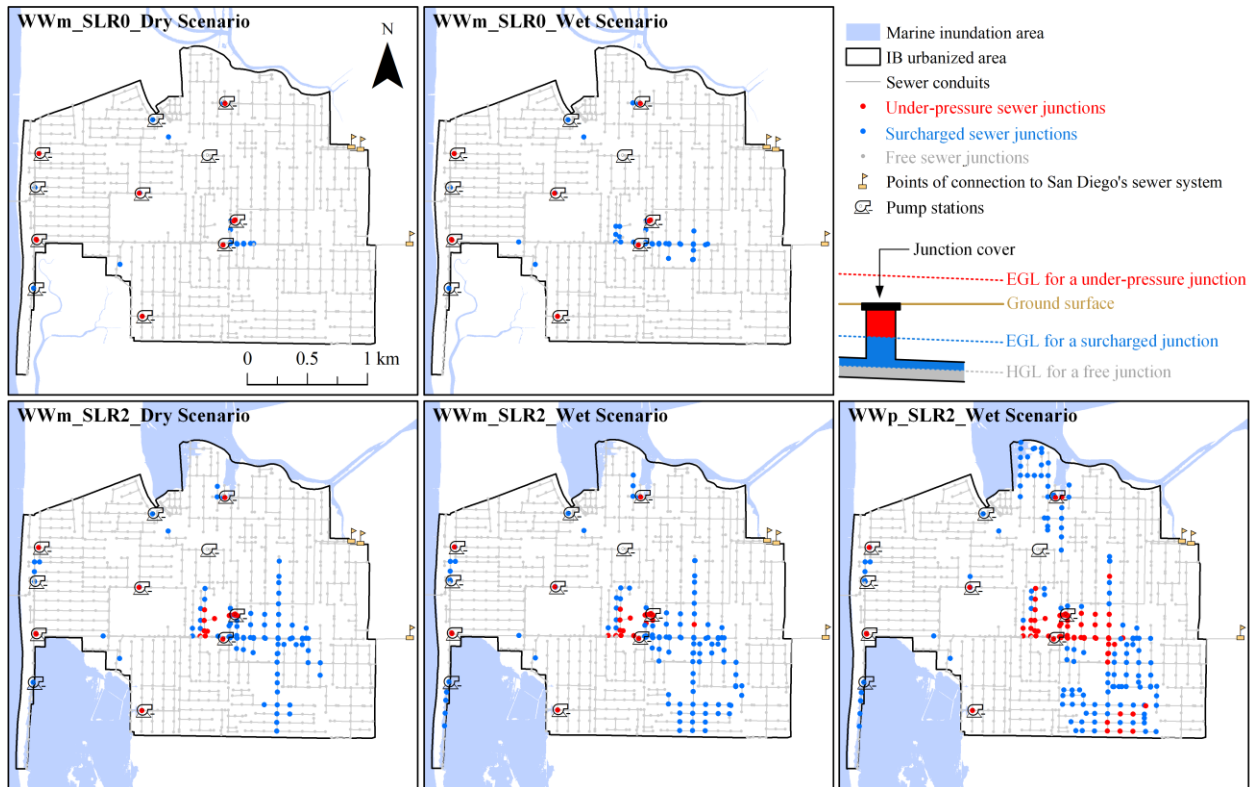 WWm_SLR0_Dry Scenario
N
0 0.5 1 km
WWm_SLR0_Wet Scenario
Marine inundation area
IB urbanized area
Sewer conduits
Under-pressure sewer junctions
Surcharged sewer junctions
Free sewer junctions
Points of connection to San Diego's sewer system
Pump stations
Junction cover
EGL for a under-pressure junction
Ground surface
EGL for a surcharged junction
HGL for a free junction
WWm_SLR2_Dry Scenario
WWm_SLR2_Wet Scenario
WWp_SLR2_Wet Scenario